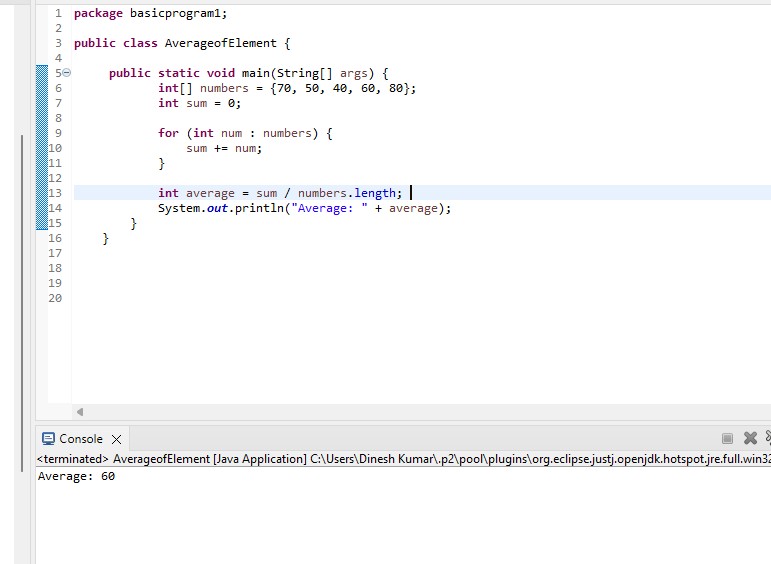 1 package basicprogram1;
2
3 public class AverageofElement {
4
5 public static void main(String[] args) {
6 int[] numbers = {70, 50, 40, 60, 80};
7 int sum = 0;
8
9 for (int num : numbers) {
10 sum += num;
11 }
12
13 int average = sum / numbers.length;
14 System.out.println("Average: " + average);
15 }
16 }
17
18
19
20
Console
<terminated> AverageofElement [Java Application] C:\Users\Dinesh Kumar\.p2\pool\plugins\org.eclipse.justj.openjdk.hotspot.jre.full.win32
Average: 60